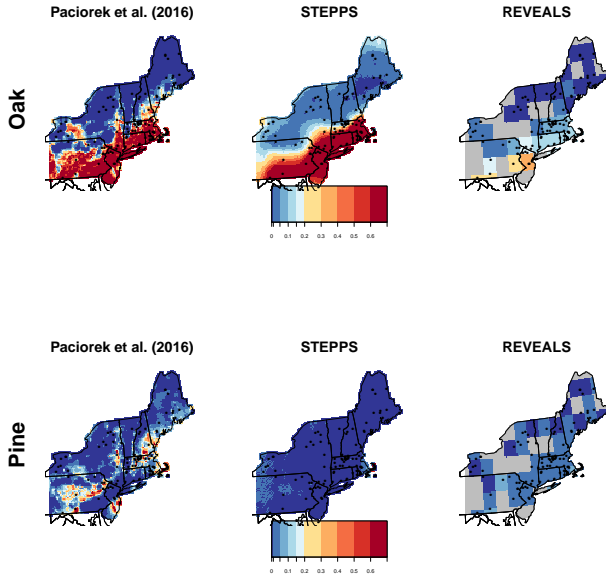 Paciorek et al. (2016) STEPPS REVEALS
Oak
0 0.1 0.2 0.3 0.4 0.5 0.6
Paciorek et al. (2016) STEPPS REVEALS
Pine
0 0.1 0.2 0.3 0.4 0.5 0.6